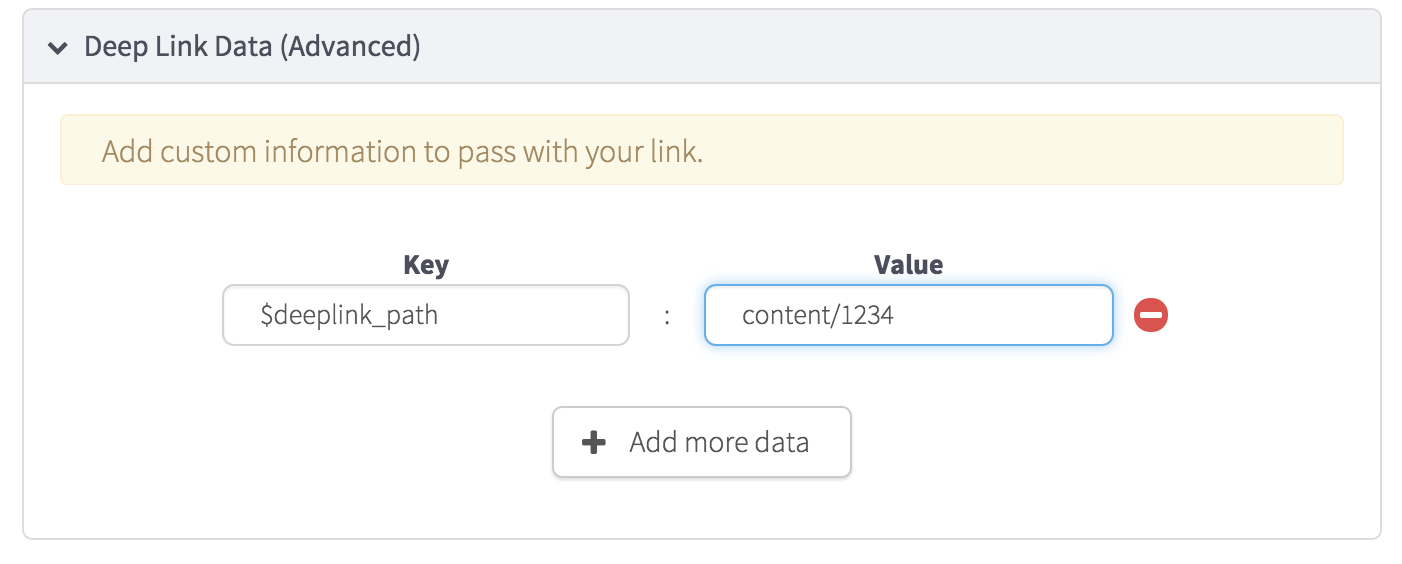 Deep Link Data (Advanced)
Add custom information to pass with your link.
Key Value
$deeplink_path : content/1234
Add more data